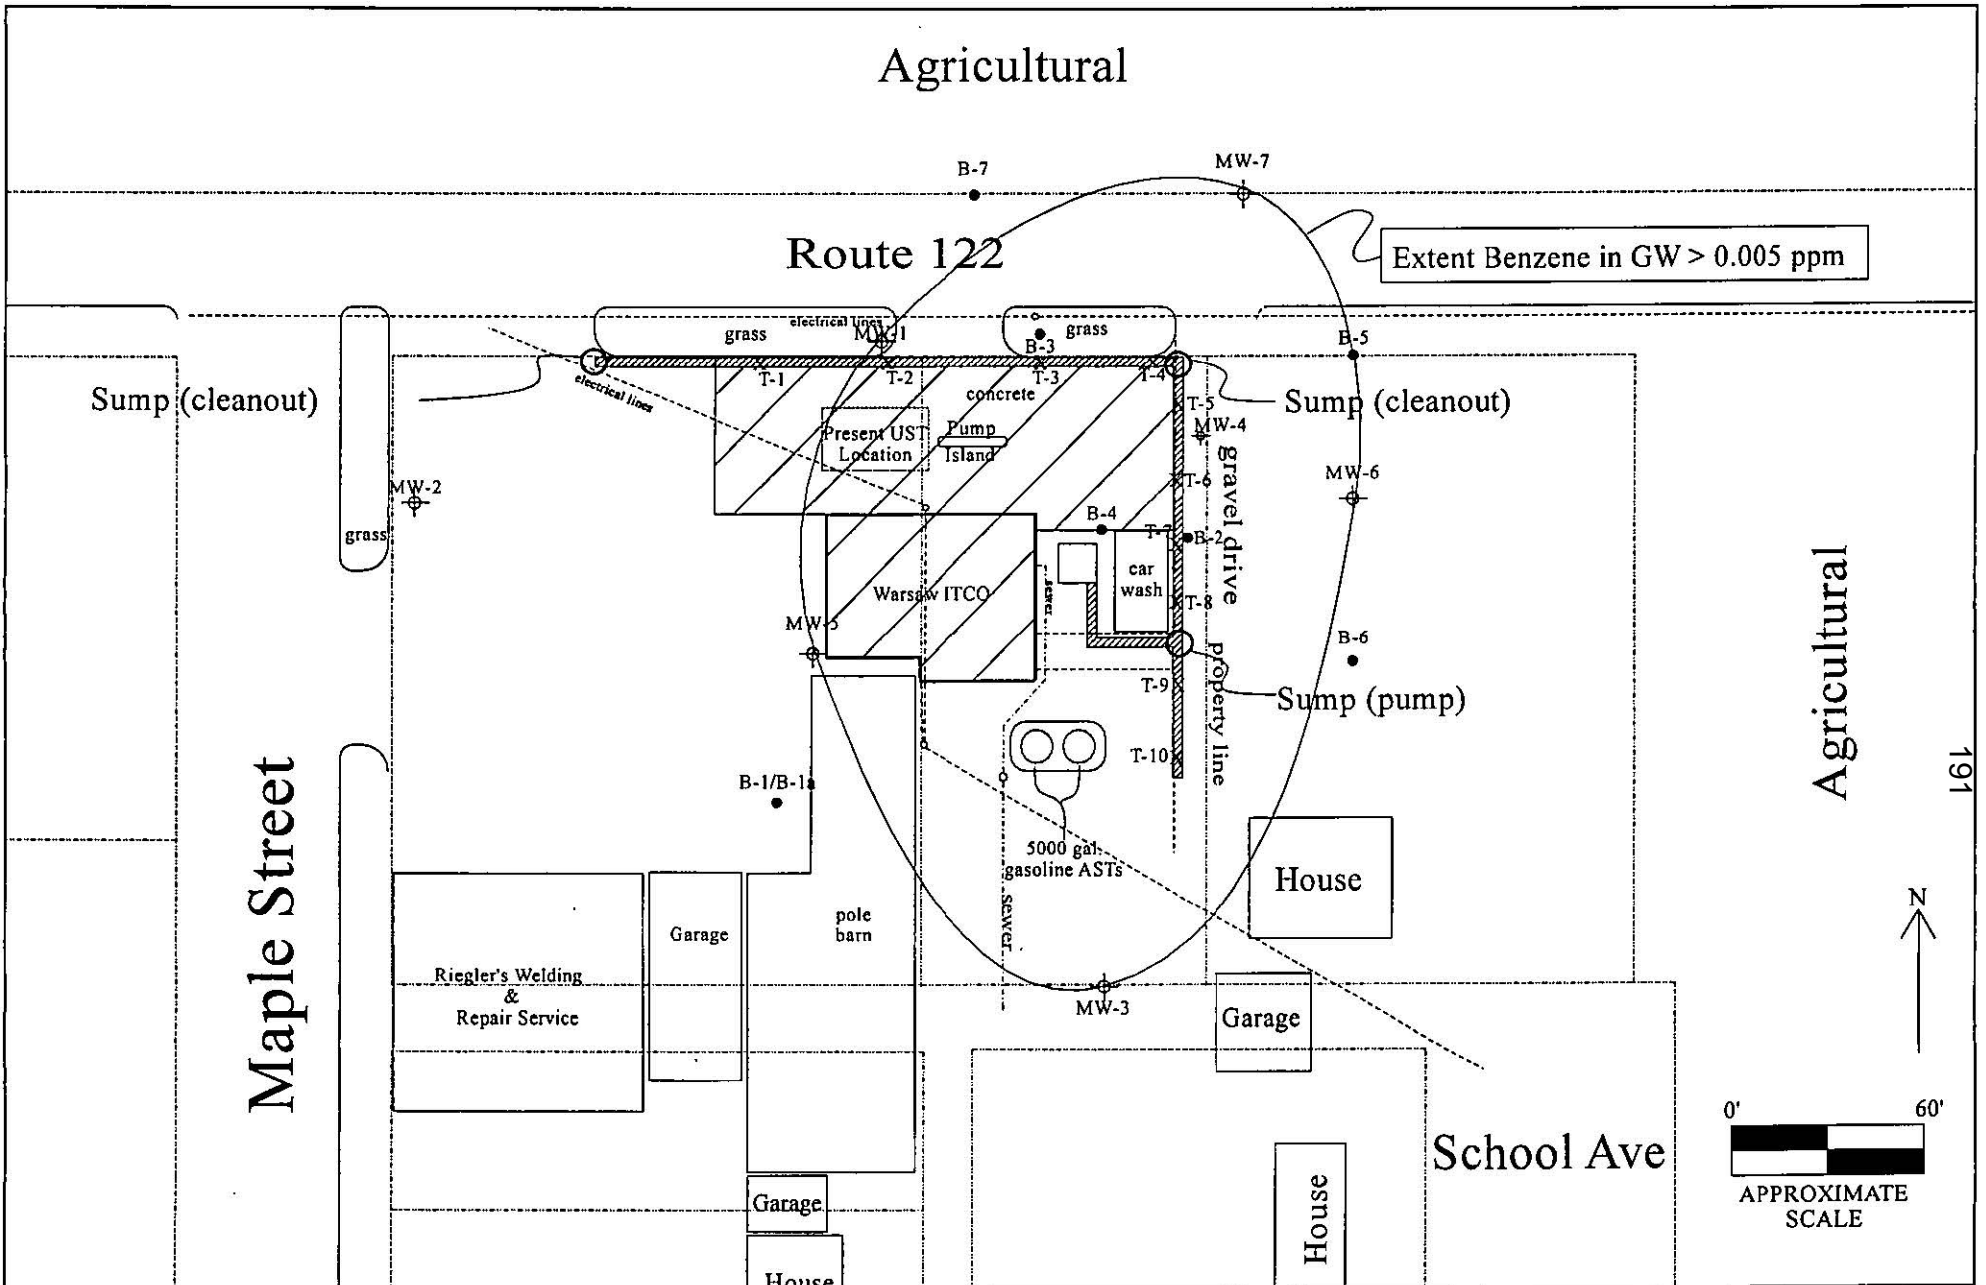 Agricultural
B-7
MW-7
Route 122
Extent Benzene in GW > 0.005 ppm
grass
electrical lines
MW-1
B-3
grass
B-5
Sump (cleanout)
electrical lines
T-1
T-2
T-3
T-4
concrete
T-5
Sump (cleanout)
MW-4
Present UST
Location
Pump
Island
gravel drive
T-6
MW-6
MW-2
grass
B-4
T-7
B-2
car
wash
Warsaw ITCO
sewer
T-8
MW-5
B-6
property line
T-9
Sump (pump)
Agricultural
T-10
191
B-1/B-1a
5000 gal.
gasoline ASTs
Maple Street
sewer
House
N
Garage
pole
barn
Riegler's Welding
&
Repair Service
MW-3
Garage
0'
60'
School Ave
APPROXIMATE
SCALE
Garage
House
House